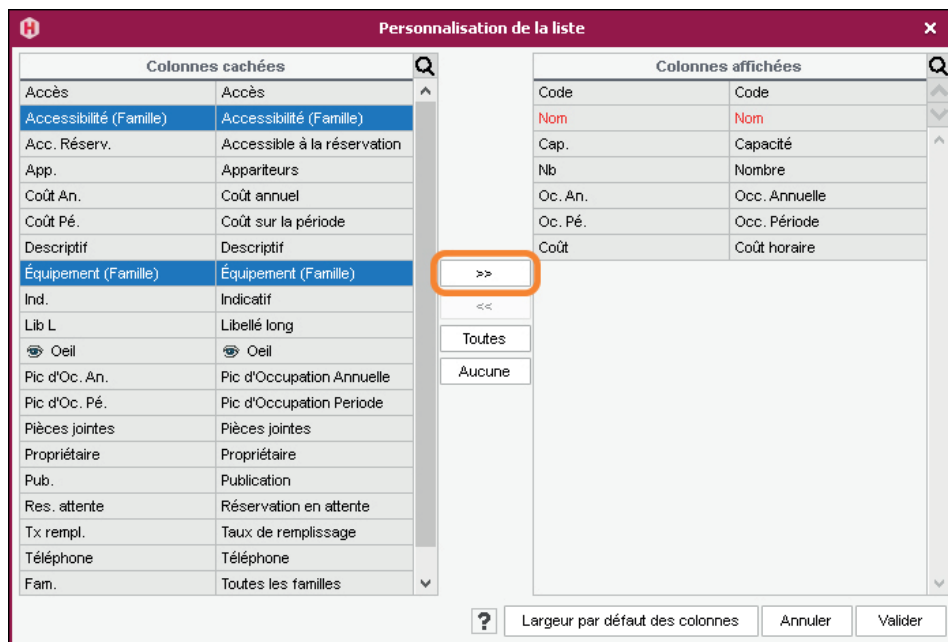 Personnalisation de la liste
Colonnes cachées
Accès Accès
Accessibilité (Famille) Accessibilité (Famille)
Acc. Réserv. Accessible à la réservation
App. Appariteurs
Coût An. Coût annuel
Coût Pé. Coût sur la période
Descriptif Descriptif
Équipement (Famille) Équipement (Famille)
Ind. Indicatif
Lib L Libellé long
Oeil Oeil
Pic d'Oc. An. Pic d'Occupation Annuelle
Pic d'Oc. Pé. Pic d'Occupation Periode
Pièces jointes Pièces jointes
Propriétaire Propriétaire
Pub. Publication
Res. attente Réservation en attente
Tx rempl. Taux de remplissage
Téléphone Téléphone
Fam. Toutes les familles
>>
<<
Toutes
Aucune
Colonnes affichées
Code Code
Nom Nom
Cap. Capacité
Nb Nombre
Oc. An. Occ. Annuelle
Oc. Pé. Occ. Période
Coût Coût horaire
? Largeur par défaut des colonnes Annuler Valider